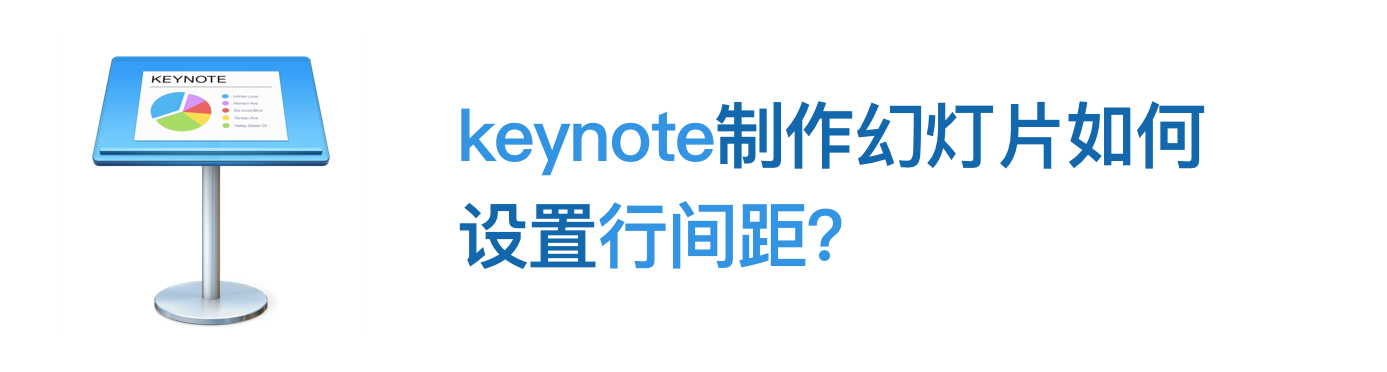 KEYNOTE
Infinite Loop
Mariani Ave
De Anza Blvd
Tantau Ave
Valley Green Dr
keynote制作幻灯片如何
设置行间距?